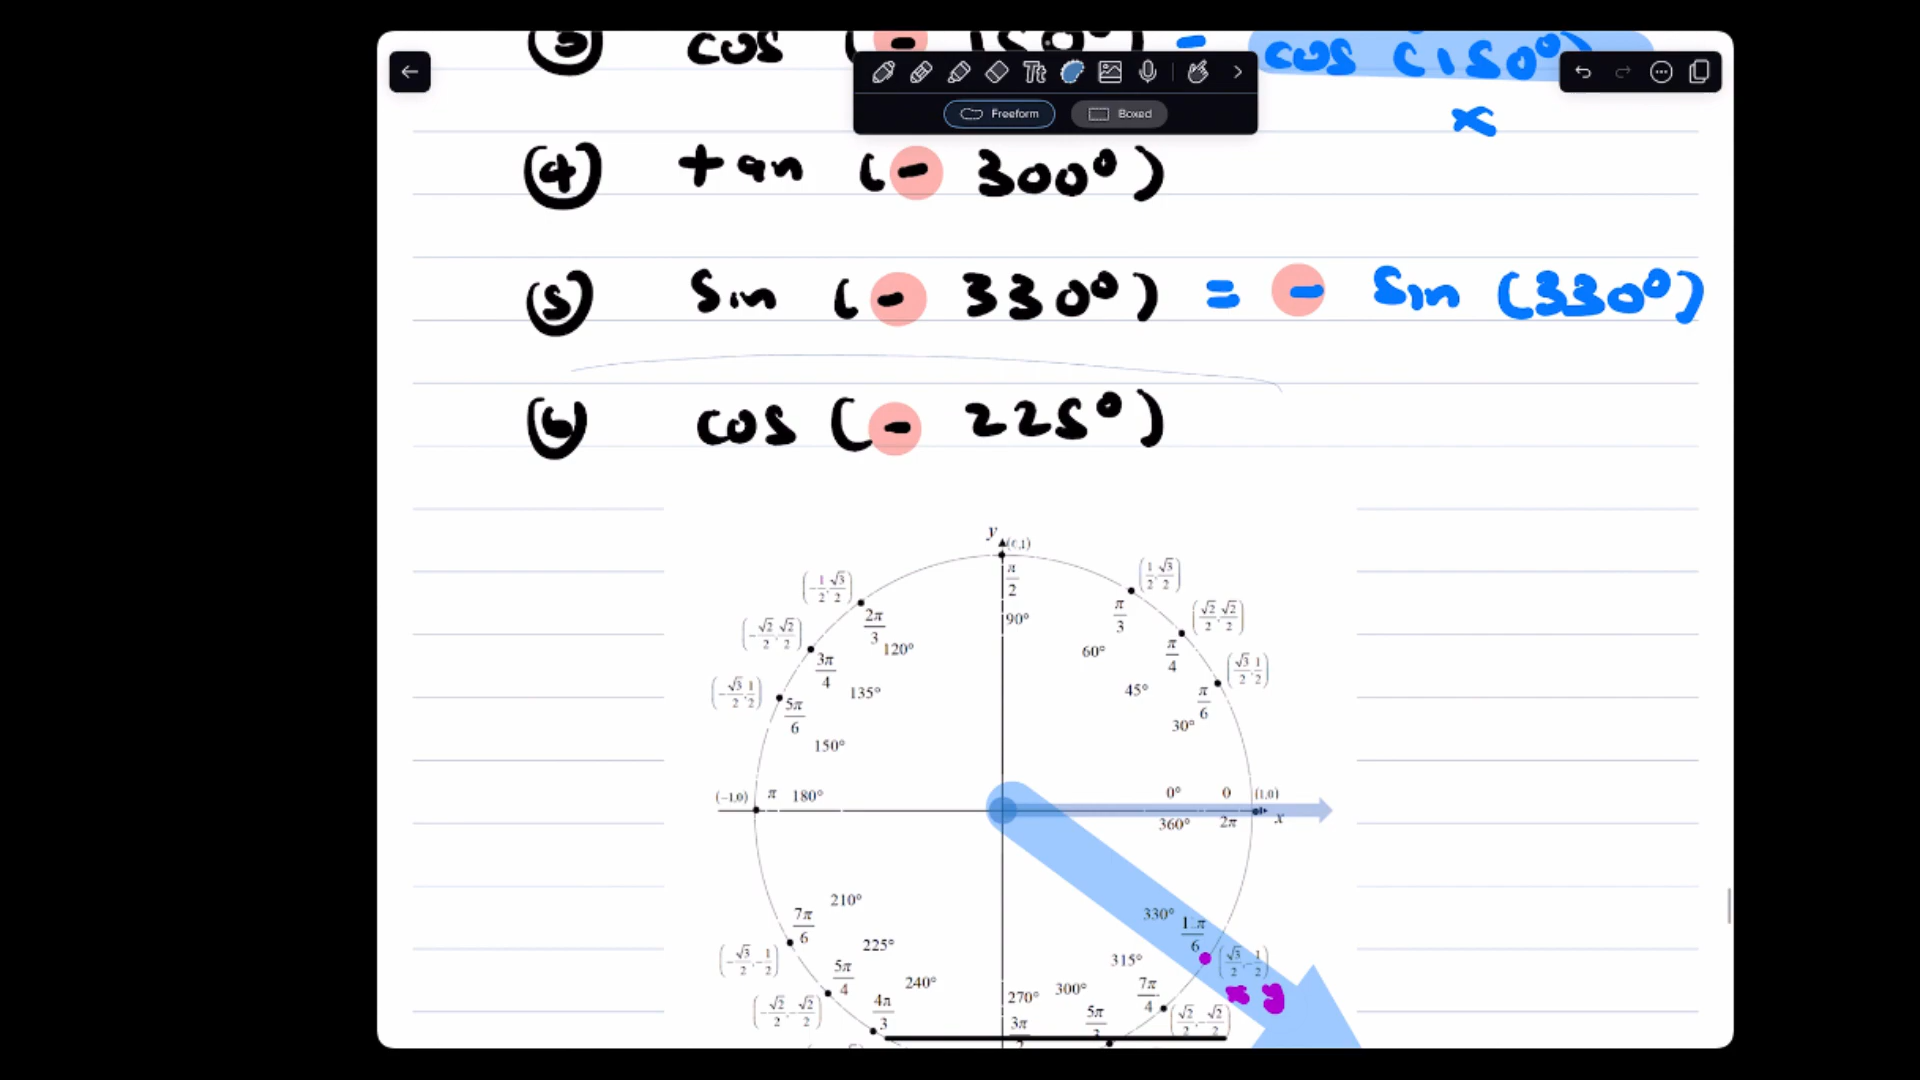 (3) cos (- 150°) = cos (150°)
x
Tt
Freeform Boxed
(4) tan (- 300°)
(5) Sin (- 330°) = - Sin (330°)
(6) cos (- 225°)
y
(0,1)
(-1/2, √3/2) π/2 (1/2, √3/2)
2π/3 90° π/3
(-√2/2, √2/2) 120° 60° (√2/2, √2/2)
3π/4 π/4
(-√3/2, 1/2) 135° 45° (√3/2, 1/2)
5π/6 π/6
150° 30°
(-1,0) π 180° 0° 0 (1,0)
360° 2π x
210° 330°
7π/6 11π/6
(-√3/2, -1/2) 225° 315° (√3/2, -1/2)
5π/4 240° 270° 300° 7π/4 x y
(-√2/2, -√2/2) 4π/3 3π/2 5π/3 (√2/2, -√2/2)